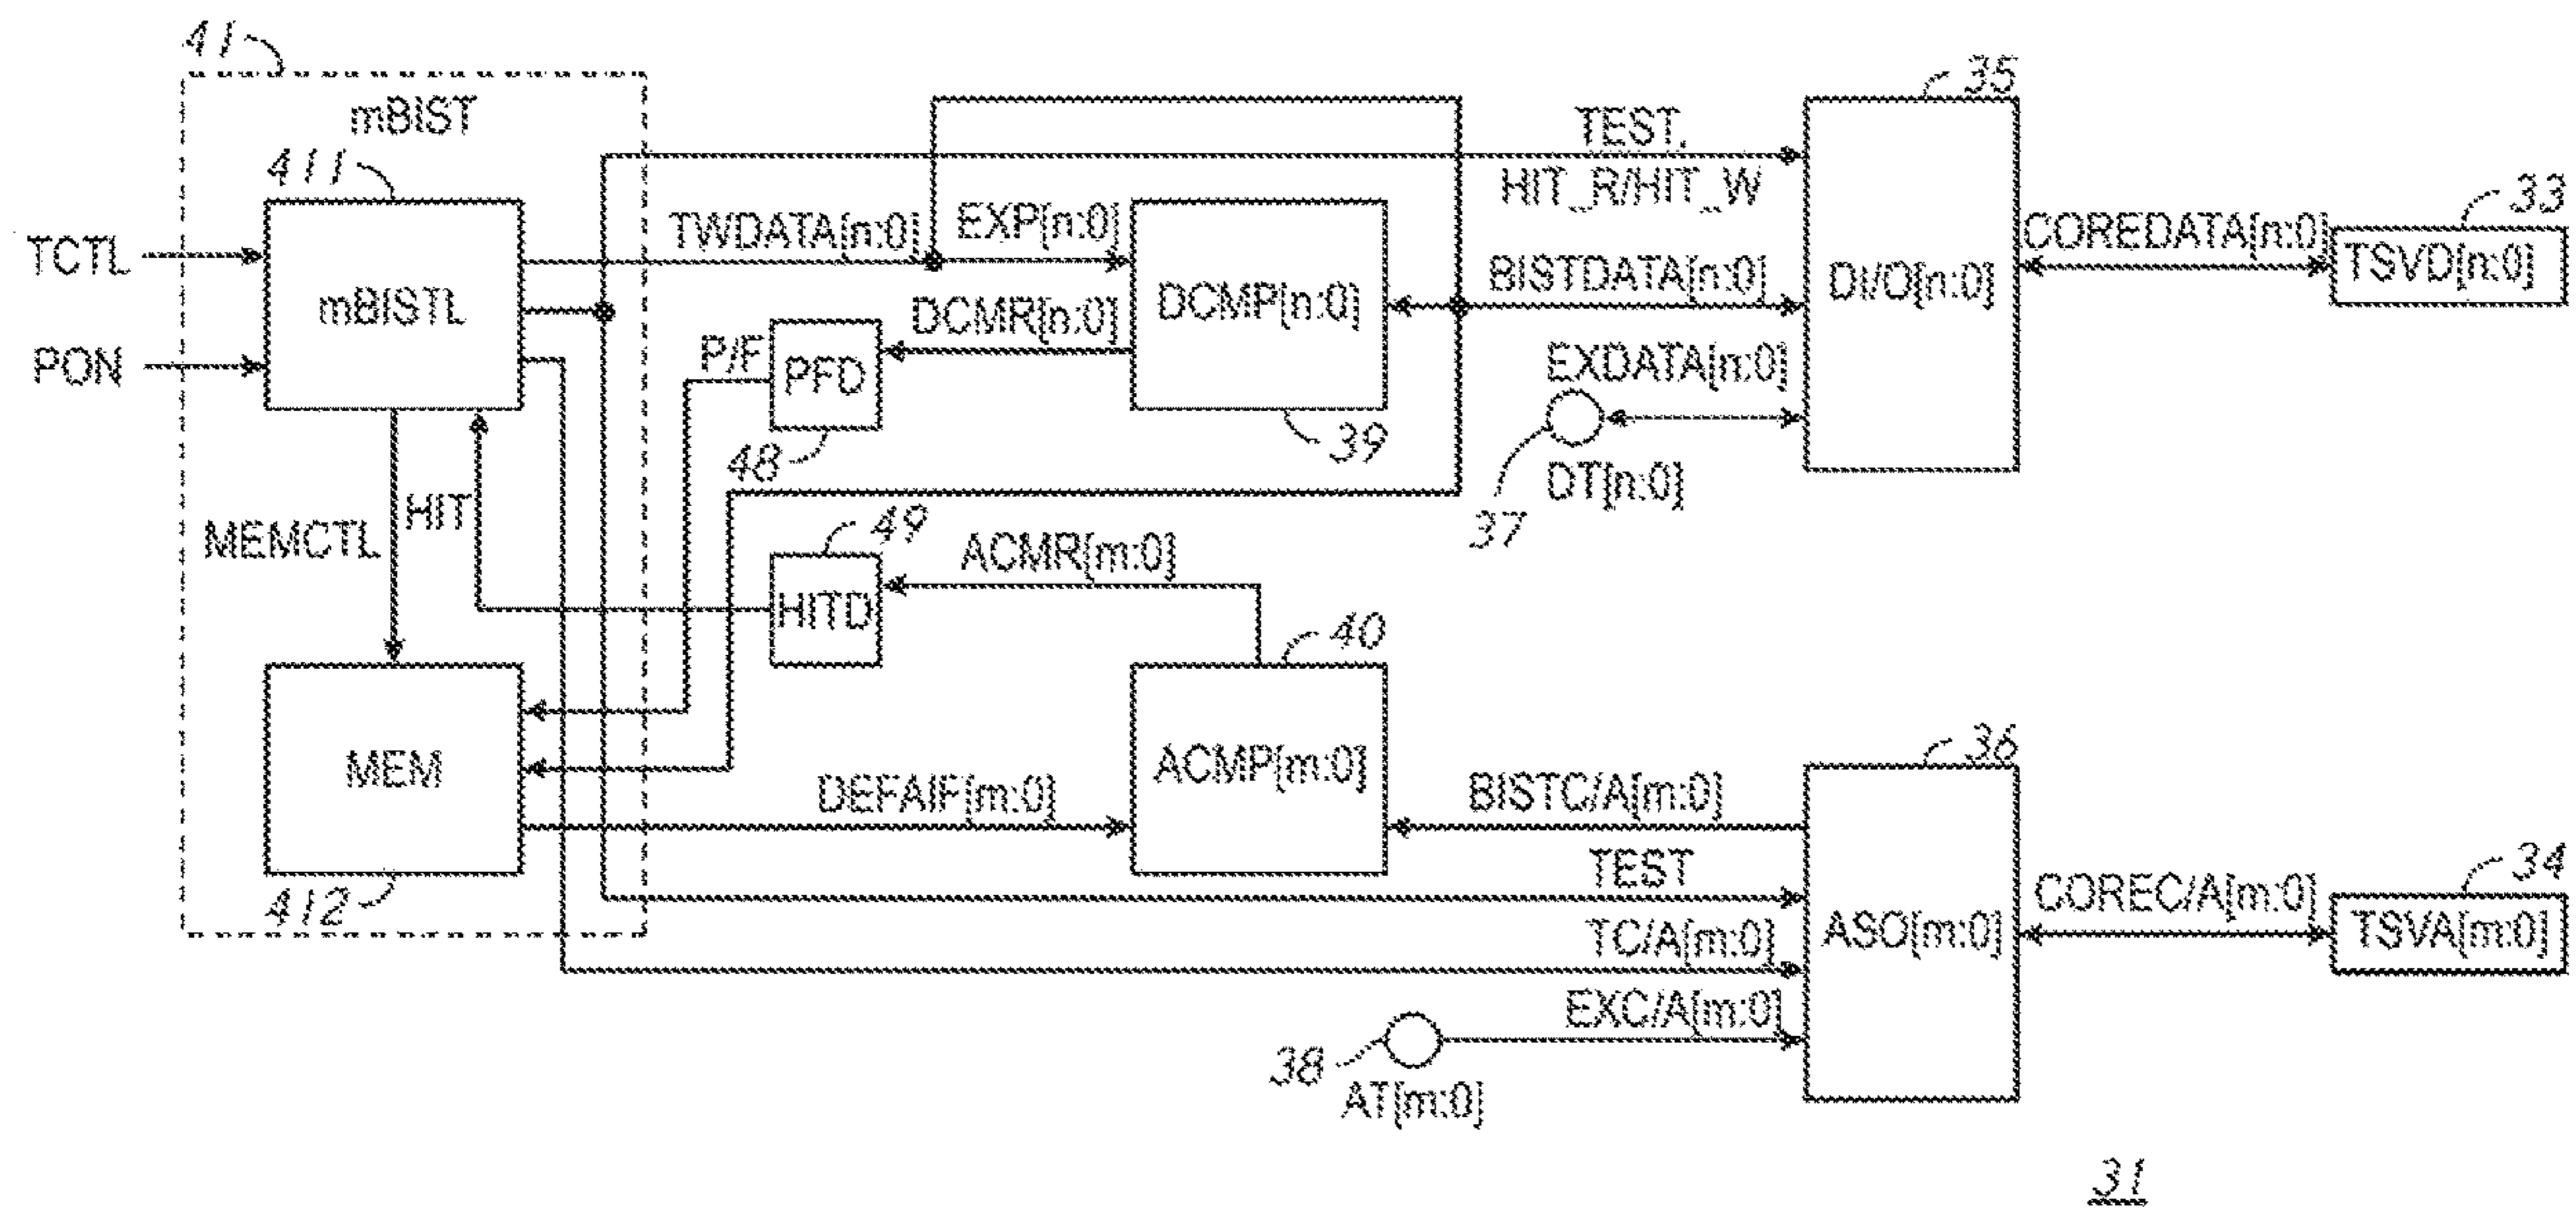 41
mBIST
35
TEST,
411
HIT_R/HIT_W
33
TWDATA[n:0]
EXP[n:0]
COREDATA[n:0]
TCTL
mBISTL
DCMP[n:0]
BISTDATA[n:0]
DI/O[n:0]
TSVD[n:0]
DCMR[n:0]
PON
P/F
PFD
EXDATA[n:0]
48
39
DT[n:0]
37
MEMCTL
HIT
49
ACMR[m:0]
HITD
40
36
MEM
ACMP[m:0]
DEFAIF[m:0]
BISTC/A[m:0]
412
TEST
34
COREC/A[m:0]
TC/A[m:0]
ASO[m:0]
TSVA[m:0]
EXC/A[m:0]
38
AT[m:0]
31